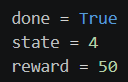 done = True
state = 4
reward = 50